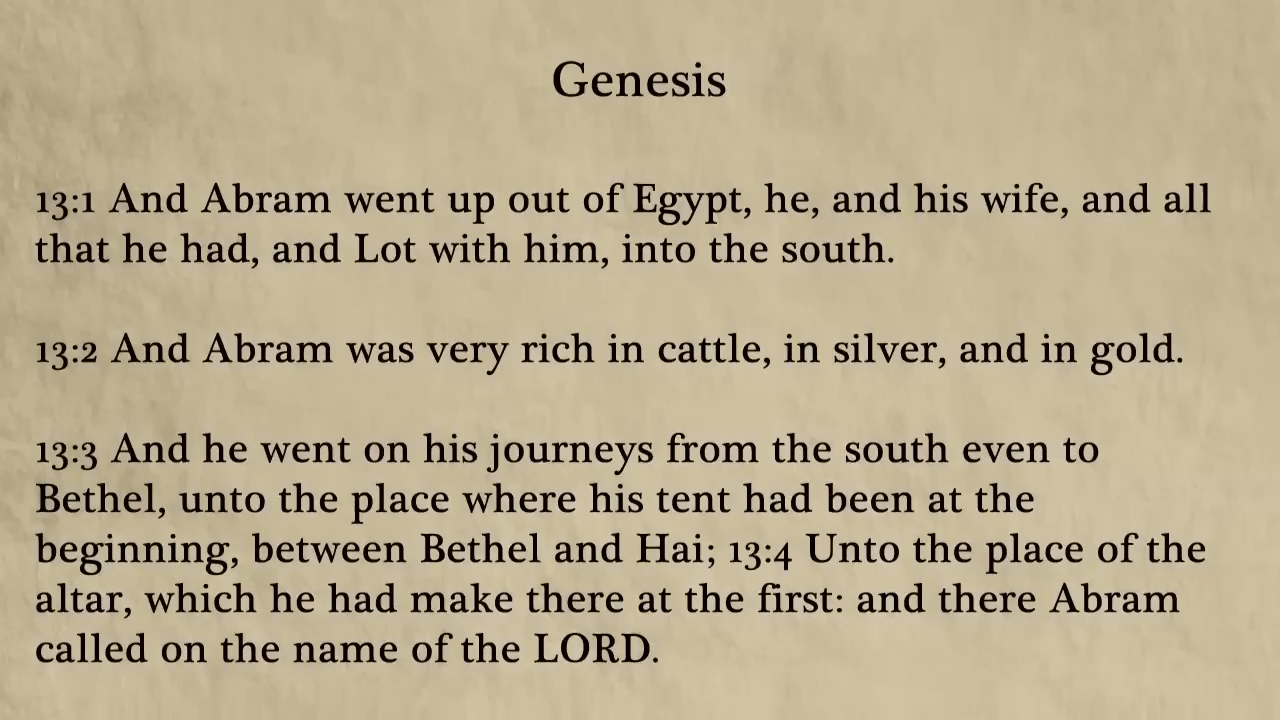 Genesis
13:1 And Abram went up out of Egypt, he, and his wife, and all
that he had, and Lot with him, into the south.
13:2 And Abram was very rich in cattle, in silver, and in gold.
13:3 And he went on his journeys from the south even to
Bethel, unto the place where his tent had been at the
beginning, between Bethel and Hai; 13:4 Unto the place of the
altar, which he had make there at the first: and there Abram
called on the name of the LORD.